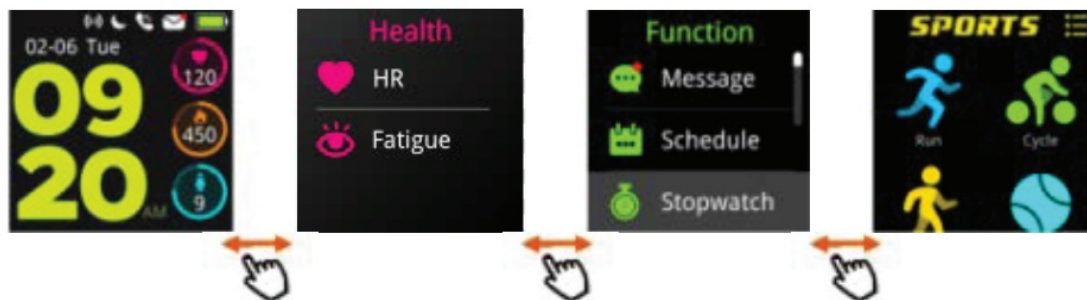 02-06 Tue
09
20
AM
120
450
9
Health
HR
Fatigue
Function
Message
Schedule
Stopwatch
SPORTS
Run
Cycle